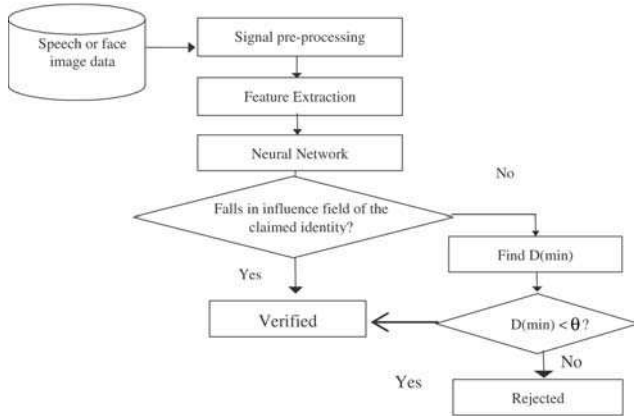 Speech or face
image data
Signal pre-processing
Feature Extraction
Neural Network
No
Falls in influence field of the
claimed identity?
Find D(min)
Yes
Verified
D(min) < θ ?
No
Yes
Rejected